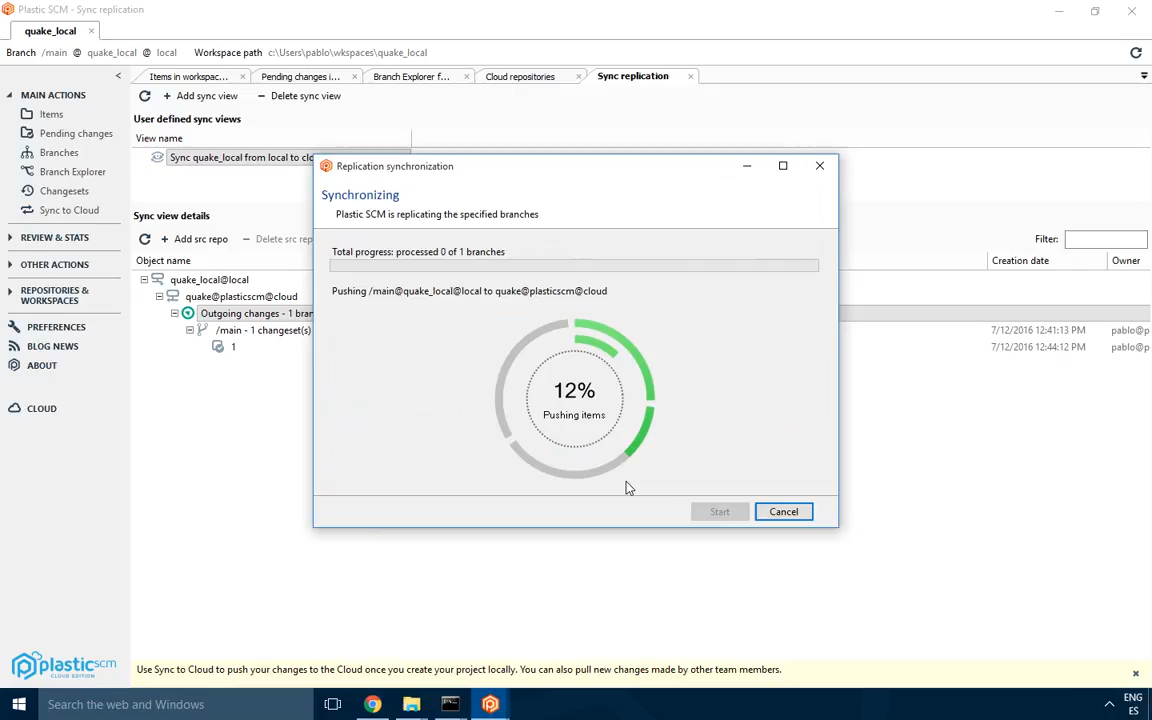 Plastic SCM - Sync replication
quake_local
Branch /main @ quake_local @ local Workspace path c:\Users\pablo\wkspaces\quake_local
Items in workspac... Pending changes i... Branch Explorer f... Cloud repositories Sync replication
MAIN ACTIONS
Items
Pending changes
Branches
Branch Explorer
Changesets
Sync to Cloud
REVIEW & STATS
OTHER ACTIONS
REPOSITORIES &
WORKSPACES
PREFERENCES
BLOG NEWS
ABOUT
CLOUD
plasticscm
CLOUD EDITION
Add sync view Delete sync view
User defined sync views
View name
Sync quake_local from local to clo
Sync view details
Add src repo Delete src rep
Filter:
Object name Creation date Owner
quake_local@local
quake@plasticscm@cloud
Outgoing changes - 1 bran
/main - 1 changeset(s) 7/12/2016 12:41:13 PM pablo@p
1 7/12/2016 12:44:12 PM pablo@p
Replication synchronization
Synchronizing
Plastic SCM is replicating the specified branches
Total progress: processed 0 of 1 branches
Pushing /main@quake_local@local to quake@plasticscm@cloud
12%
Pushing items
Start Cancel
Use Sync to Cloud to push your changes to the Cloud once you create your project locally. You can also pull new changes made by other team members.
Search the web and Windows
ENG
ES